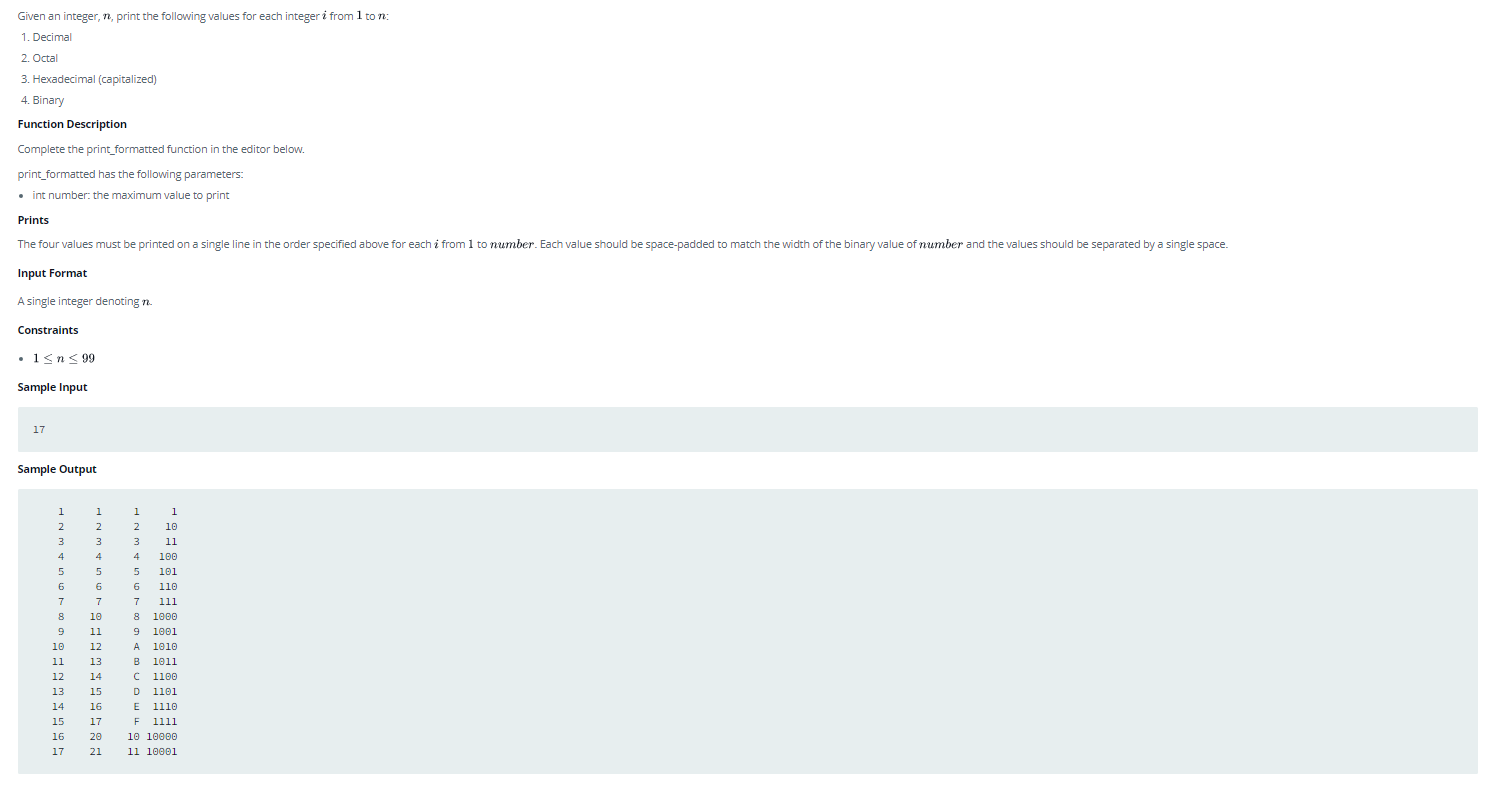 Given an integer, n, print the following values for each integer i from 1 to n:
1. Decimal
2. Octal
3. Hexadecimal (capitalized)
4. Binary
Function Description
Complete the print_formatted function in the editor below.
print_formatted has the following parameters:
• int number: the maximum value to print
Prints
The four values must be printed on a single line in the order specified above for each i from 1 to number. Each value should be space-padded to match the width of the binary value of number and the values should be separated by a single space.
Input Format
A single integer denoting n.
Constraints
• 1 ≤ n ≤ 99
Sample Input
17
Sample Output
    1     1     1     1
    2     2     2    10
    3     3     3    11
    4     4     4   100
    5     5     5   101
    6     6     6   110
    7     7     7   111
    8    10     8  1000
    9    11     9  1001
   10    12     A  1010
   11    13     B  1011
   12    14     C  1100
   13    15     D  1101
   14    16     E  1110
   15    17     F  1111
   16    20    10 10000
   17    21    11 10001